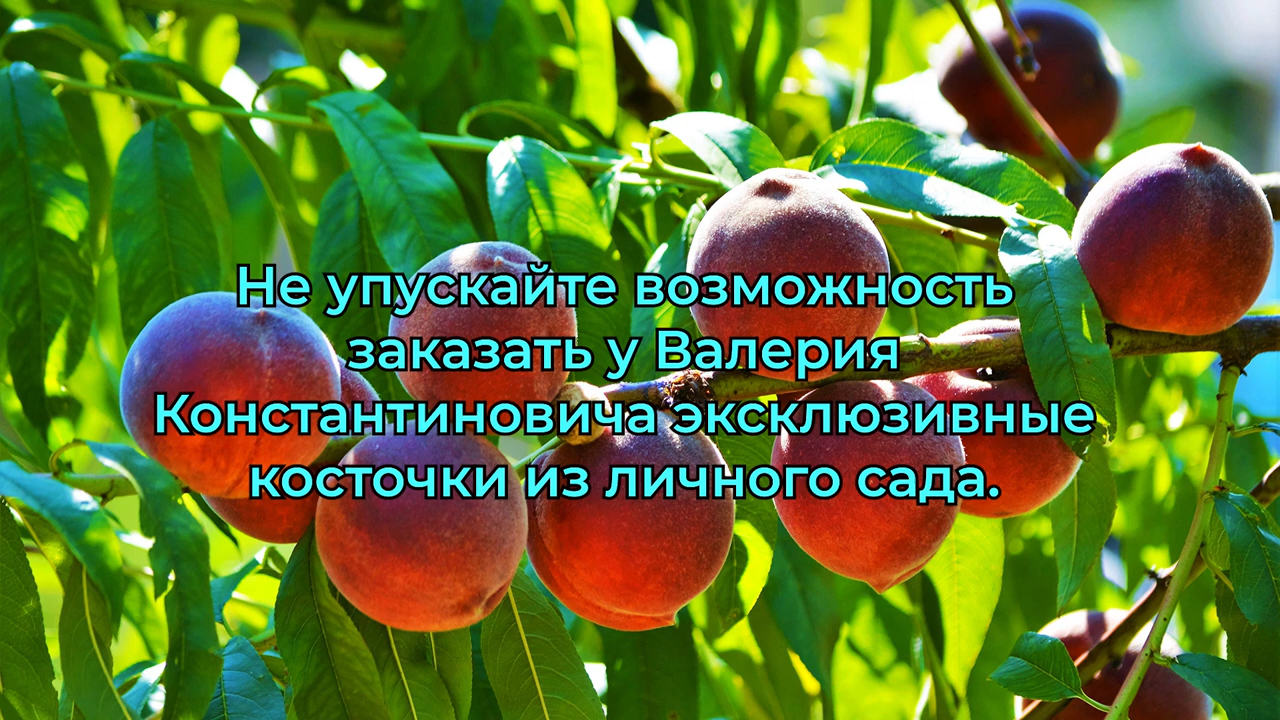 Не упускайте возможность
заказать у Валерия
Константиновича эксклюзивные
косточки из личного сада.